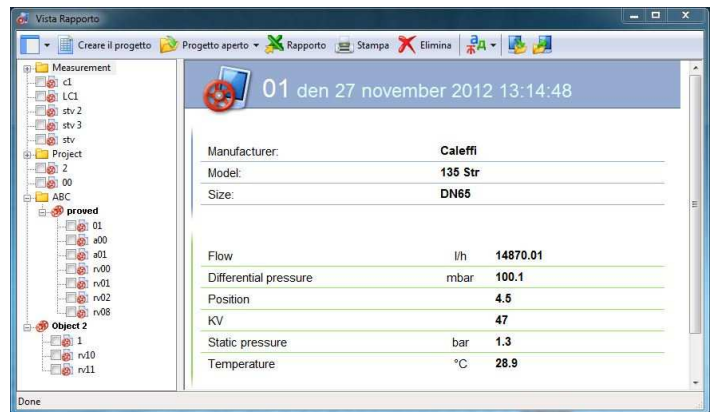 Vista Rapporto
Creare il progetto Progetto aperto Rapporto Stampa Elimina
Measurement
c1
LC1
stv 2
stv 3
stv
Project
2
00
ABC
proved
01
a00
a01
rv00
rv01
rv02
rv08
Object 2
1
rv10
rv11
01 den 27 november 2012 13:14:48
Manufacturer: Caleffi
Model: 135 Str
Size: DN65
Flow l/h 14870.01
Differential pressure mbar 100.1
Position 4.5
KV 47
Static pressure bar 1.3
Temperature °C 28.9
Done